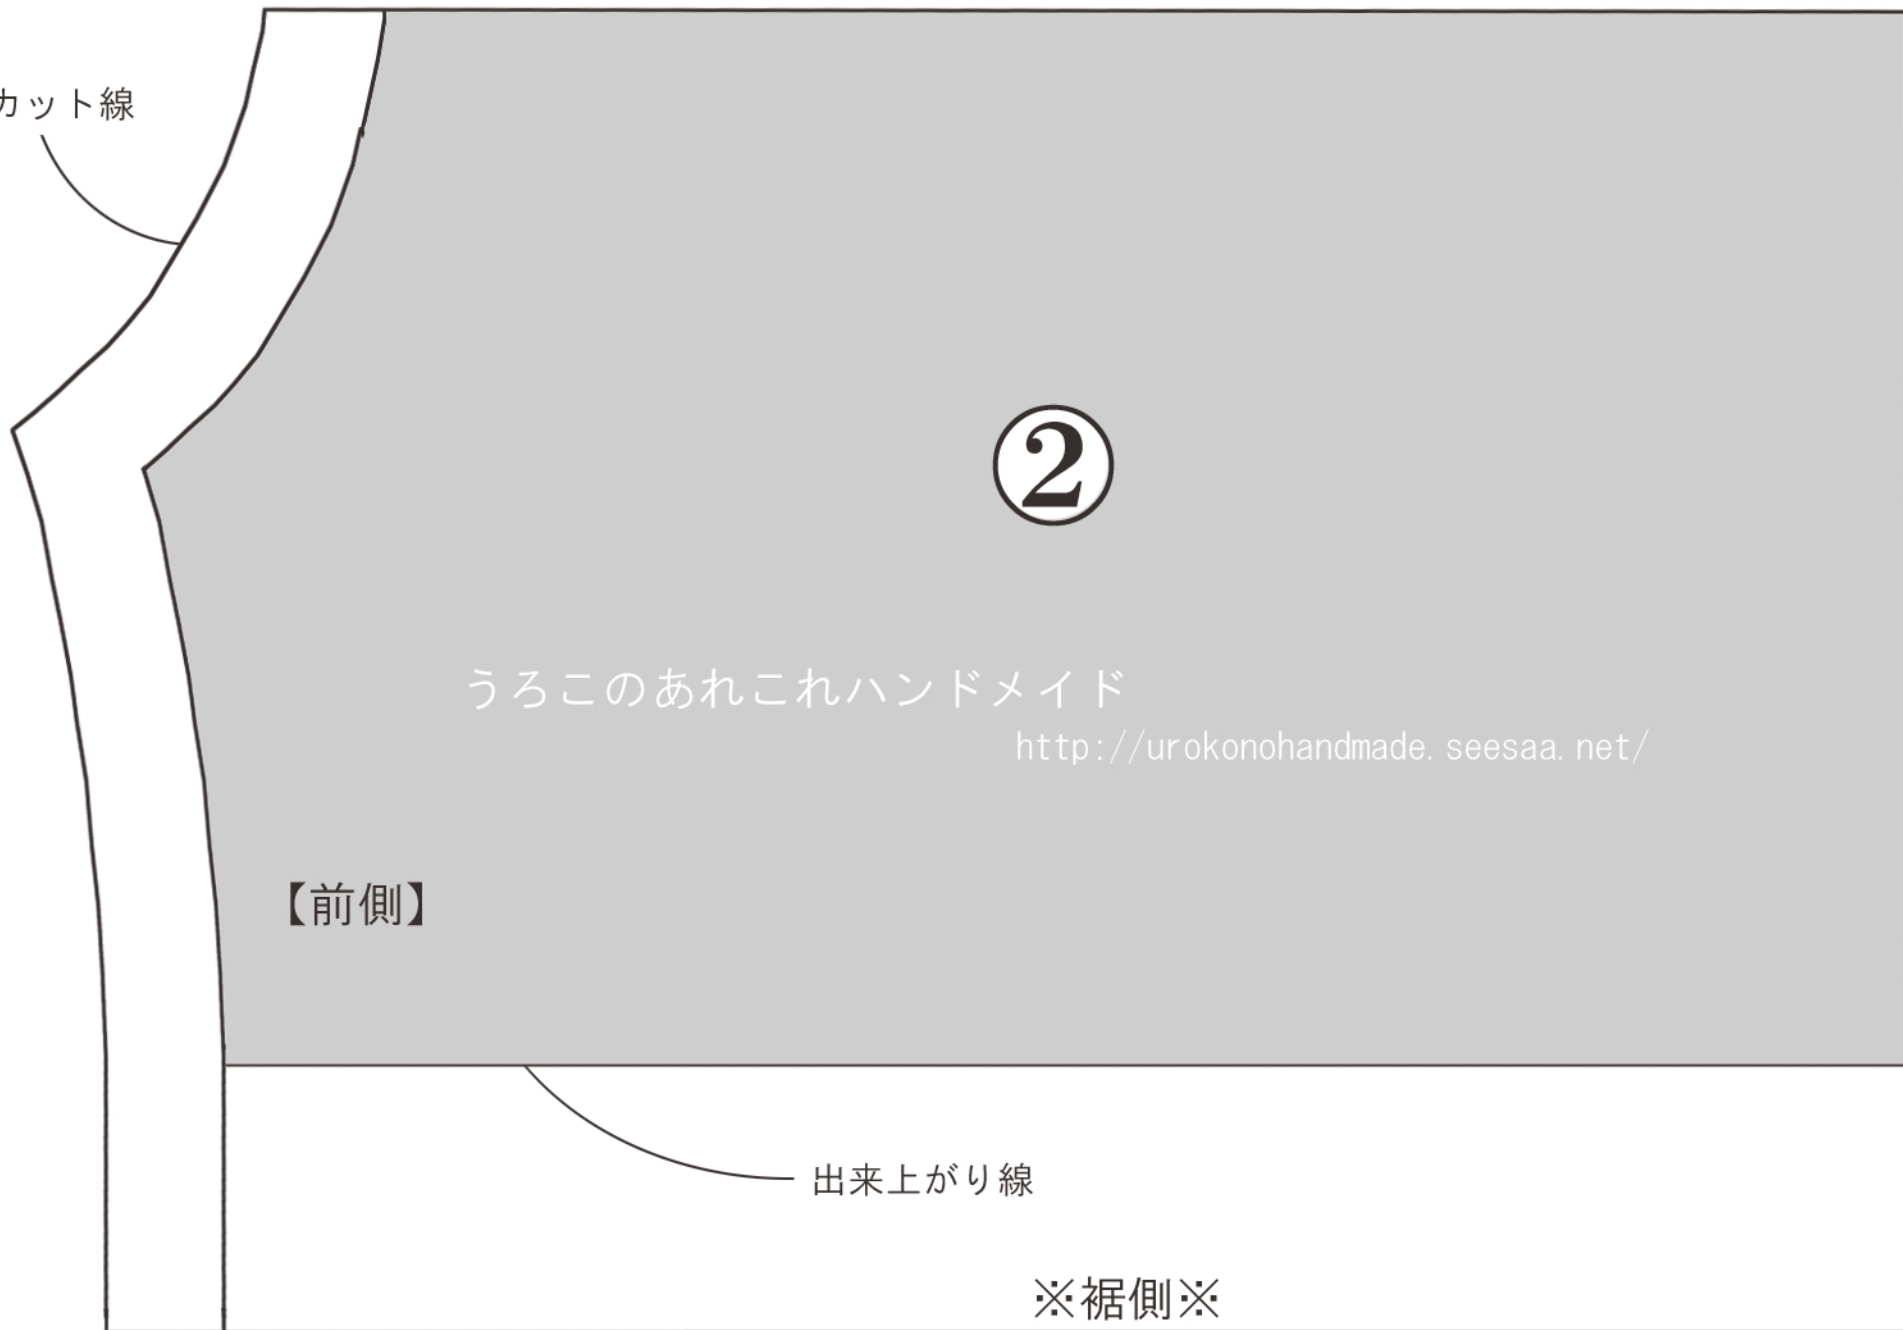 カット線
②
うろこのあれこれハンドメイド
http://urokonohandmade.seesaa.net/
【前側】
出来上がり線
※裾側※